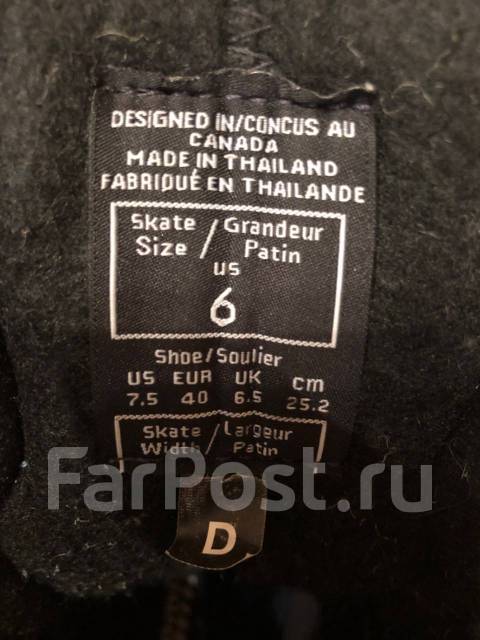 DESIGNED IN/CONCUS AU
CANADA
MADE IN THAILAND
FABRIQUÉ EN THAILANDE
Skate / Grandeur
Size / Patin
US
6
Shoe/Soulier
US EUR UK cm
7.5 40 6.5 25.2
Skate / Largeur
Width / Patin
FarPost.ru
D